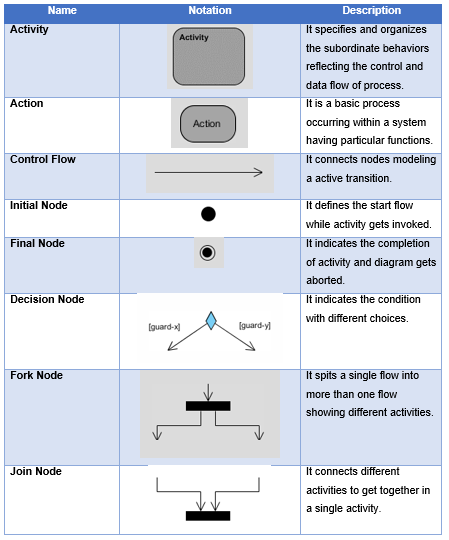 Name Notation Description
Activity
Activity
It specifies and organizes
the subordinate behaviors
reflecting the control and
data flow of process.
Action
Action
It is a basic process
occurring within a system
having particular functions.
Control Flow
It connects nodes modeling
a active transition.
Initial Node
It defines the start flow
while activity gets invoked.
Final Node
It indicates the completion
of activity and diagram gets
aborted.
Decision Node
[guard-x] [guard-y]
It indicates the condition
with different choices.
Fork Node
It spits a single flow into
more than one flow
showing different activities.
Join Node
It connects different
activities to get together in
a single activity.